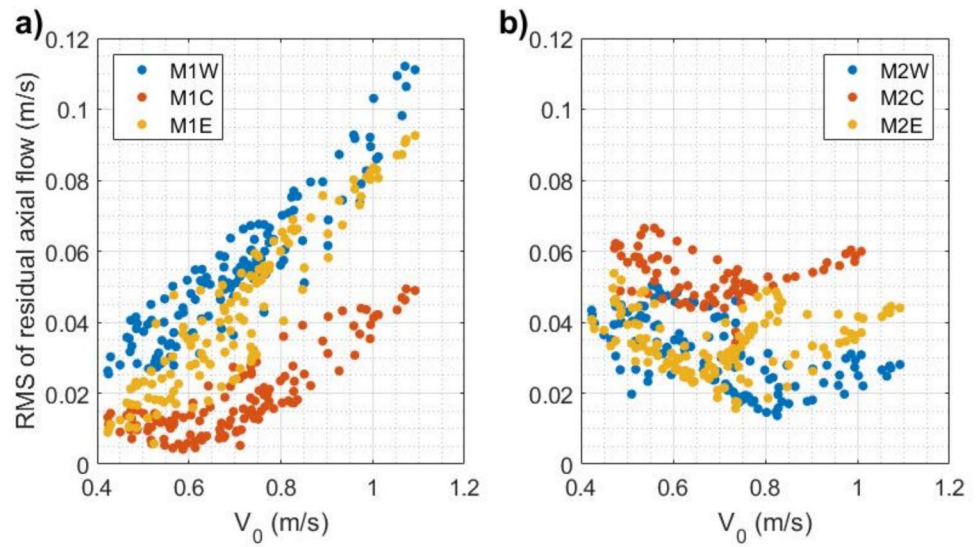 a)
RMS of residual axial flow (m/s)
0.12
0.1
0.08
0.06
0.04
0.02
0
M1W
M1C
M1E
0.4 0.6 0.8 1 1.2
V0 (m/s)
b)
0.12
0.1
0.08
0.06
0.04
0.02
0
M2W
M2C
M2E
0.4 0.6 0.8 1 1.2
V0 (m/s)